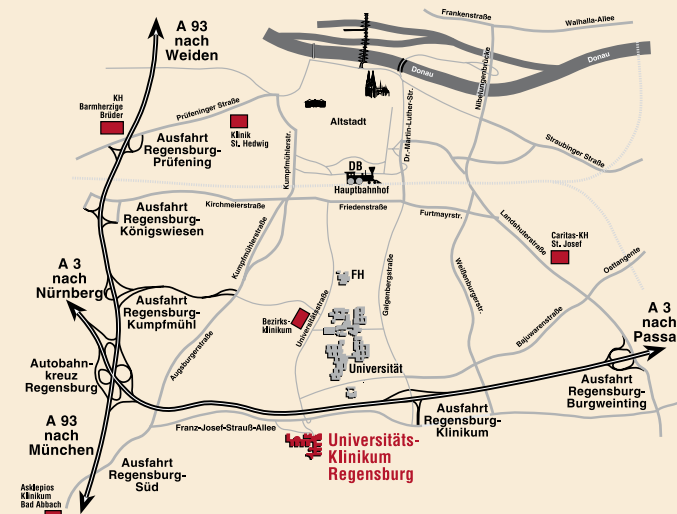 A 93
nach
Weiden
Frankenstraße
Walhalla-Allee
Donau
Donau
Nibelungenbrücke
KH
Barmherzige
Brüder
Prüfeninger Straße
Klinik
St. Hedwig
Altstadt
Dr.-Martin-Luther-Str.
Straubinger Straße
Ausfahrt
Regensburg-
Prüfening
Kumpfmühlerstr.
DB
Hauptbahnhof
Ausfahrt
Regensburg-
Königswiesen
Kirchmeierstraße
Friedenstraße
Furtmayrstr.
Landshuterstraße
Caritas-KH
St. Josef
Osttangente
A 3
nach
Nürnberg
Kumpfmühlerstraße
FH
Galgenbergstraße
Weißenburgerstr.
Ausfahrt
Regensburg-
Kumpfmühl
Bezirks-
klinikum
Universitätsstraße
Bajuwarenstraße
A 3
nach
Passa
Autobahn-
kreuz
Regensburg
Augsburgerstraße
Universität
Ausfahrt
Regensburg-
Burgweinting
A 93
nach
München
Franz-Josef-Strauß-Allee
Ausfahrt
Regensburg-
Klinikum
Universitäts-
Klinikum
Regensburg
Ausfahrt
Regensburg-
Süd
Asklepios
Klinikum
Bad Abbach